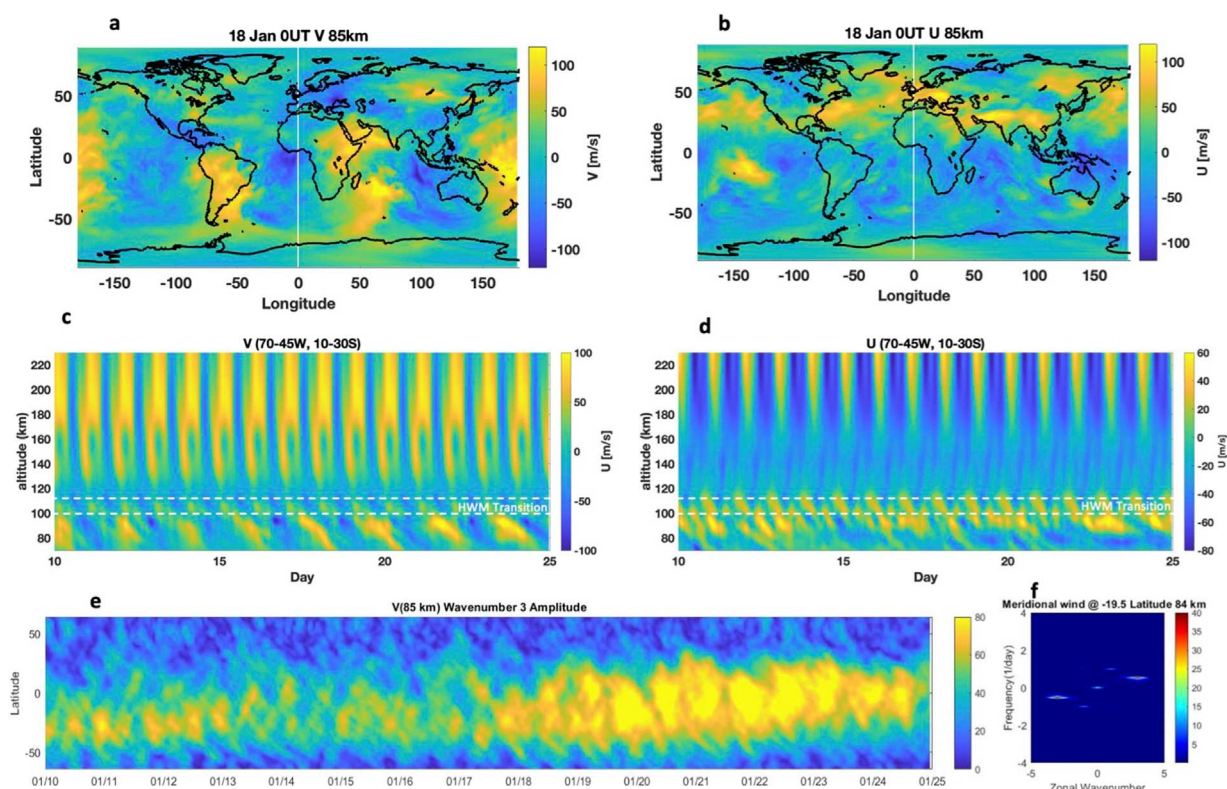 a
18 Jan 0UT V 85km
50
0
-50
Latitude
-150 -100 -50 0 50 100 150
Longitude
100
50
0
-50
-100
V [m/s]
b
18 Jan 0UT U 85km
50
0
-50
Latitude
-150 -100 -50 0 50 100 150
Longitude
100
50
0
-50
-100
U [m/s]
c
V (70-45W, 10-30S)
220
200
180
160
140
120
100
80
altitude (km)
HWM Transition
10 15 20 25
Day
100
50
0
-50
-100
U [m/s]
d
U (70-45W, 10-30S)
220
200
180
160
140
120
100
80
altitude (km)
HWM Transition
10 15 20 25
Day
60
40
20
0
-20
-40
-60
-80
U [m/s]
e
V(85 km) Wavenumber 3 Amplitude
50
0
-50
Latitude
01/10 01/11 01/12 01/13 01/14 01/15 01/16 01/17 01/18 01/19 01/20 01/21 01/22 01/23 01/24 01/25
80
60
40
20
0
f
Meridional wind @ -19.5 Latitude 84 km
4
2
0
-2
-4
Frequency(1/day)
-5 0 5
Zonal Wavenumber
40
35
30
25
20
15
10
5